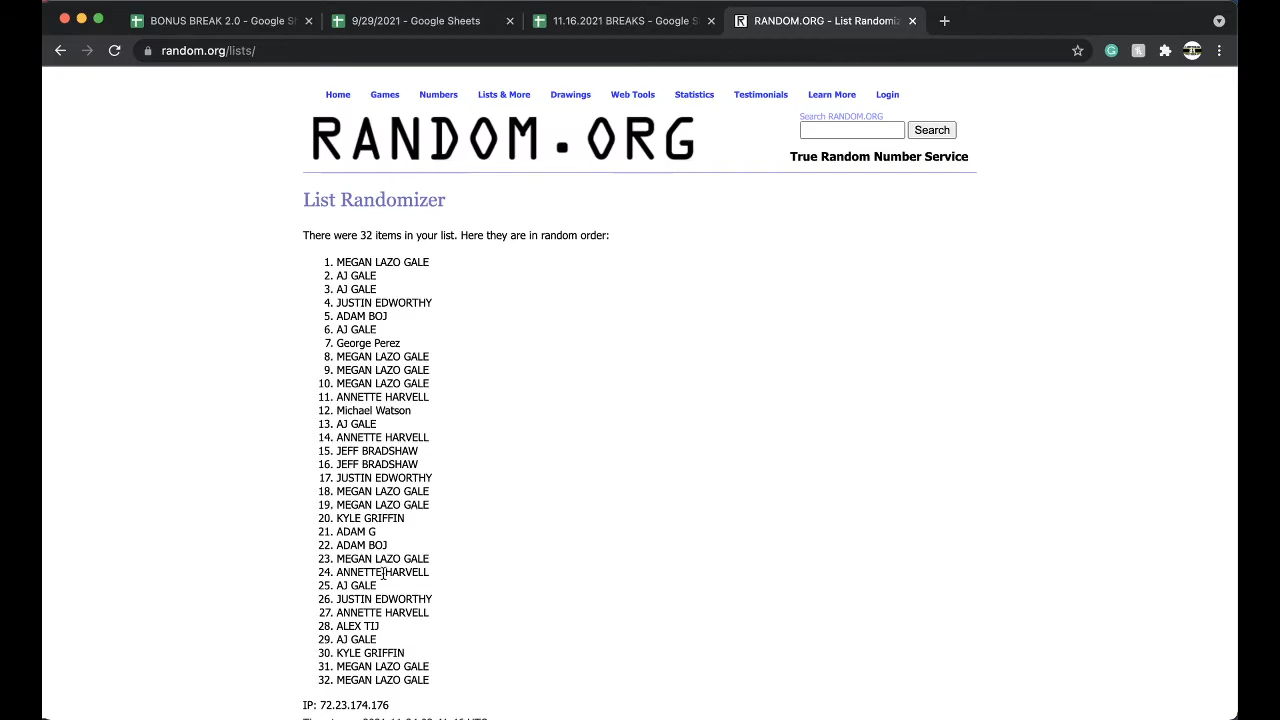 BONUS BREAK 2.0 - Google Sh
9/29/2021 - Google Sheets
11.16.2021 BREAKS - Google S
RANDOM.ORG - List Randomiz
random.org/lists/
Home Games Numbers Lists & More Drawings Web Tools Statistics Testimonials Learn More Login
RANDOM.ORG
Search RANDOM.ORG
Search
True Random Number Service
List Randomizer
There were 32 items in your list. Here they are in random order:
1. MEGAN LAZO GALE
2. AJ GALE
3. AJ GALE
4. JUSTIN EDWORTHY
5. ADAM BOJ
6. AJ GALE
7. George Perez
8. MEGAN LAZO GALE
9. MEGAN LAZO GALE
10. MEGAN LAZO GALE
11. ANNETTE HARVELL
12. Michael Watson
13. AJ GALE
14. ANNETTE HARVELL
15. JEFF BRADSHAW
16. JEFF BRADSHAW
17. JUSTIN EDWORTHY
18. MEGAN LAZO GALE
19. MEGAN LAZO GALE
20. KYLE GRIFFIN
21. ADAM G
22. ADAM BOJ
23. MEGAN LAZO GALE
24. ANNETTE HARVELL
25. AJ GALE
26. JUSTIN EDWORTHY
27. ANNETTE HARVELL
28. ALEX TIJ
29. AJ GALE
30. KYLE GRIFFIN
31. MEGAN LAZO GALE
32. MEGAN LAZO GALE
IP: 72.23.174.176